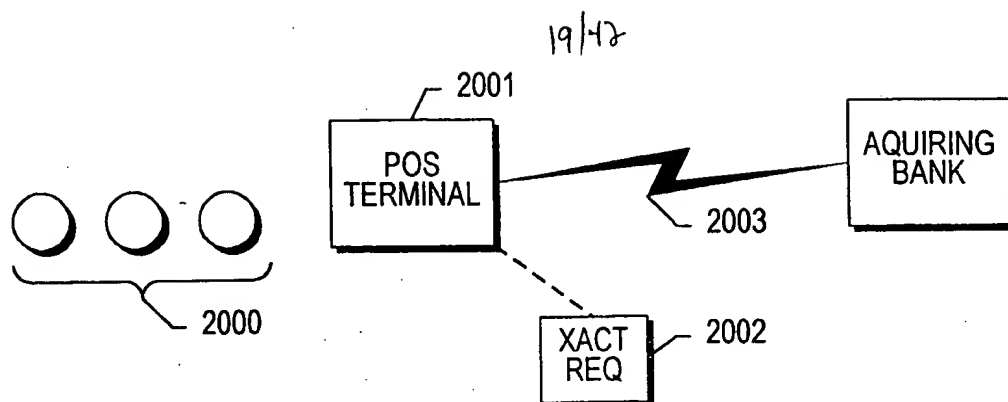 19/42
2001
POS
TERMINAL
AQUIRING
BANK
2003
2000
XACT
REQ
2002